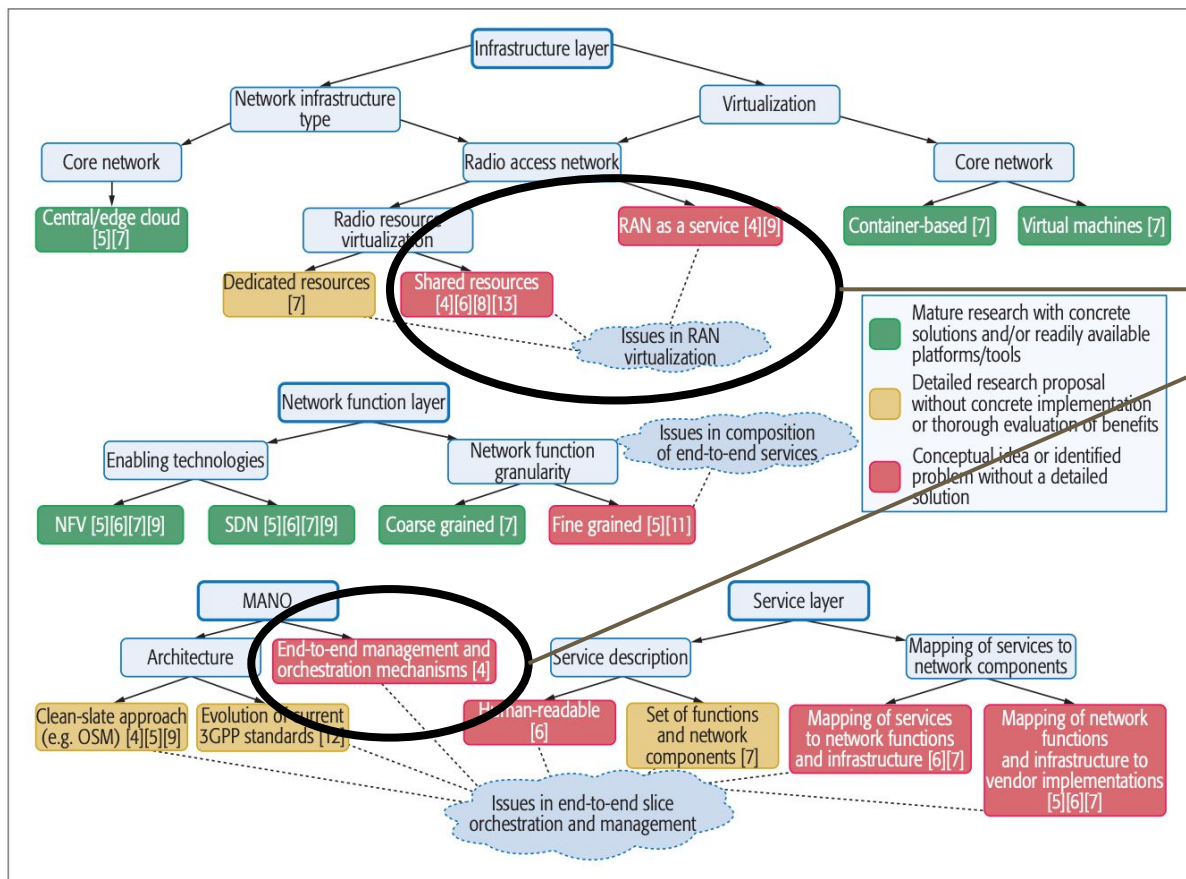 Infrastructure layer
Network infrastructure
type
Virtualization
Core network
Radio access network
Core network
Central/edge cloud
[5][7]
Radio resource
virtualization
RAN as a service [4][9]
Container-based [7]
Virtual machines [7]
Dedicated resources
[7]
Shared resources
[4][6][8][13]
Issues in RAN
virtualization
Mature research with concrete
solutions and/or readily available
platforms/tools
Detailed research proposal
without concrete implementation
or thorough evaluation of benefits
Conceptual idea or identified
problem without a detailed
solution
Network function layer
Enabling technologies
Network function
granularity
Issues in composition
of end-to-end services
NFV [5][6][7][9]
SDN [5][6][7][9]
Coarse grained [7]
Fine grained [5][11]
MANO
Service layer
Architecture
End-to-end management and
orchestration mechanisms [4]
Service description
Mapping of services to
network components
Clean-slate approach
(e.g. OSM) [4][5][9]
Evolution of current
3GPP standards [12]
Human-readable
[6]
Set of functions
and network
components [7]
Mapping of services
to network functions
and infrastructure [6][7]
Mapping of network
functions
and infrastructure to
vendor implementations
[5][6][7]
Issues in end-to-end slice
orchestration and management